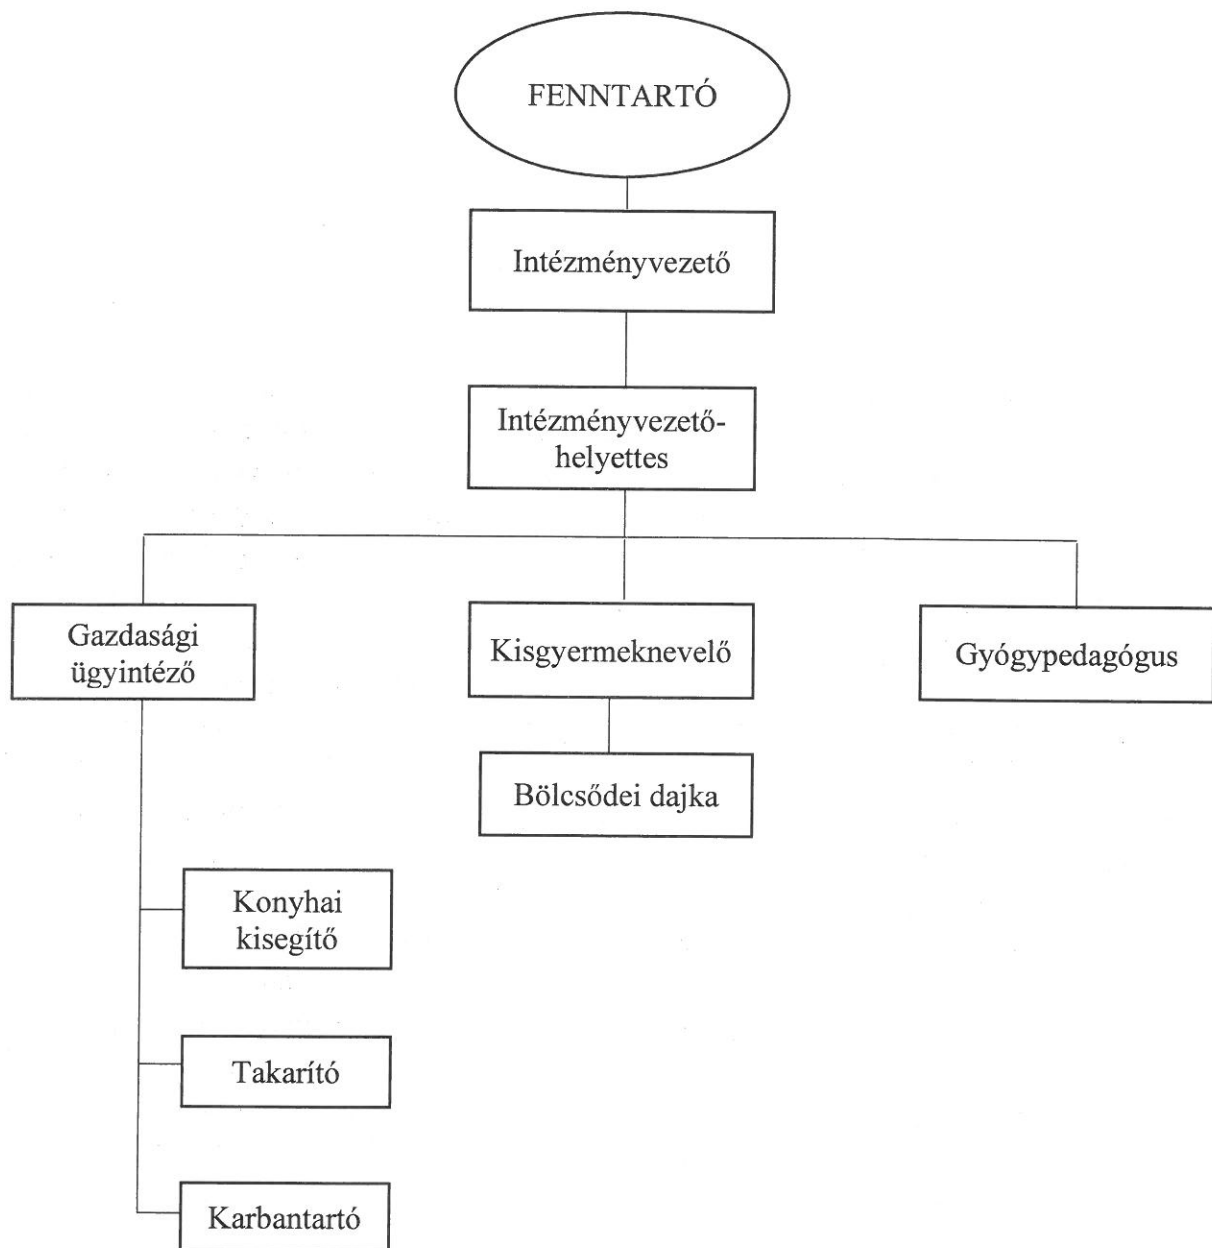 FENNTARTÓ
Intézményvezető
Intézményvezető-
helyettes
Gazdasági
ügyintéző
Kisgyermeknevelő
Gyógypedagógus
Bölcsődei dajka
Konyhai
kisegítő
Takarító
Karbantartó